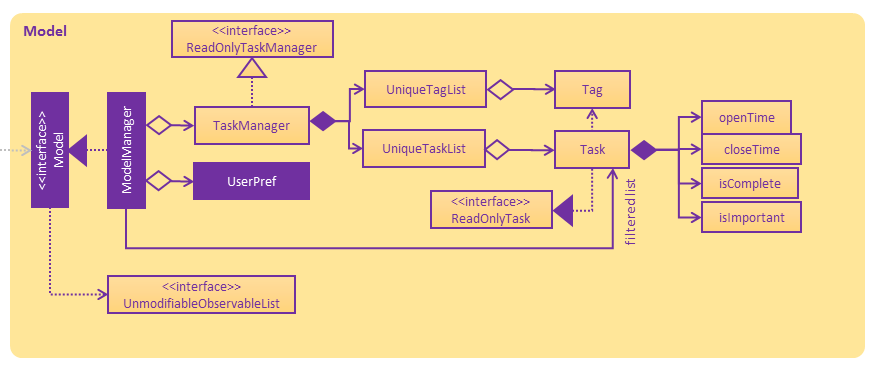 Model
<<interface>>
ReadOnlyTaskManager
<<interface>>
Model
ModelManager
TaskManager
UserPref
UniqueTagList
UniqueTaskList
Tag
Task
<<interface>>
ReadOnlyTask
filtered list
openTime
closeTime
isComplete
isImportant
<<interface>>
UnmodifiableObservableList